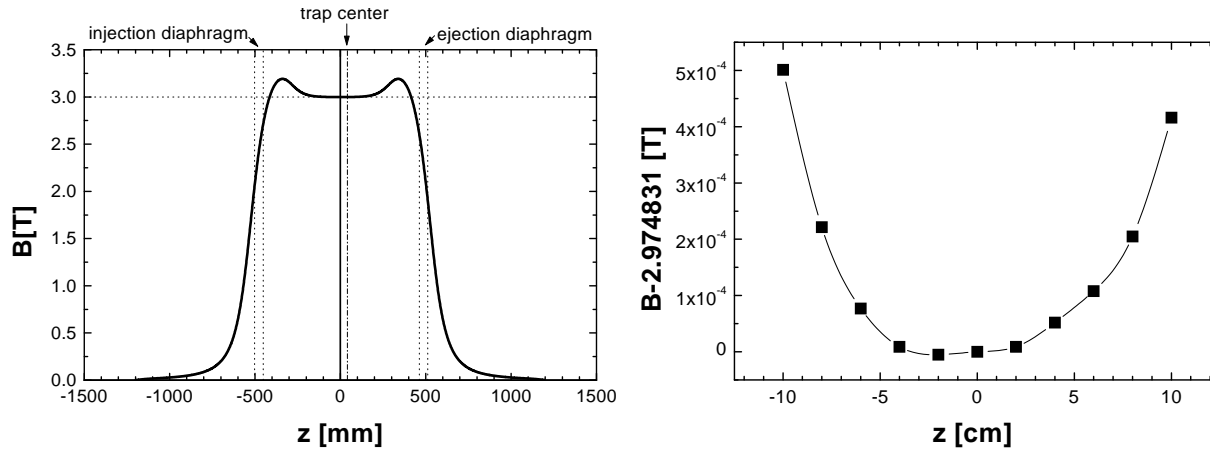 trap center
injection diaphragm
ejection diaphragm
3.5
3.0
2.5
2.0
1.5
1.0
0.5
0.0
B[T]
-1500 -1000 -500 0 500 1000 1500
z [mm]
5x10⁻⁴
4x10⁻⁴
3x10⁻⁴
2x10⁻⁴
1x10⁻⁴
0
B-2.974831 [T]
-10 -5 0 5 10
z [cm]